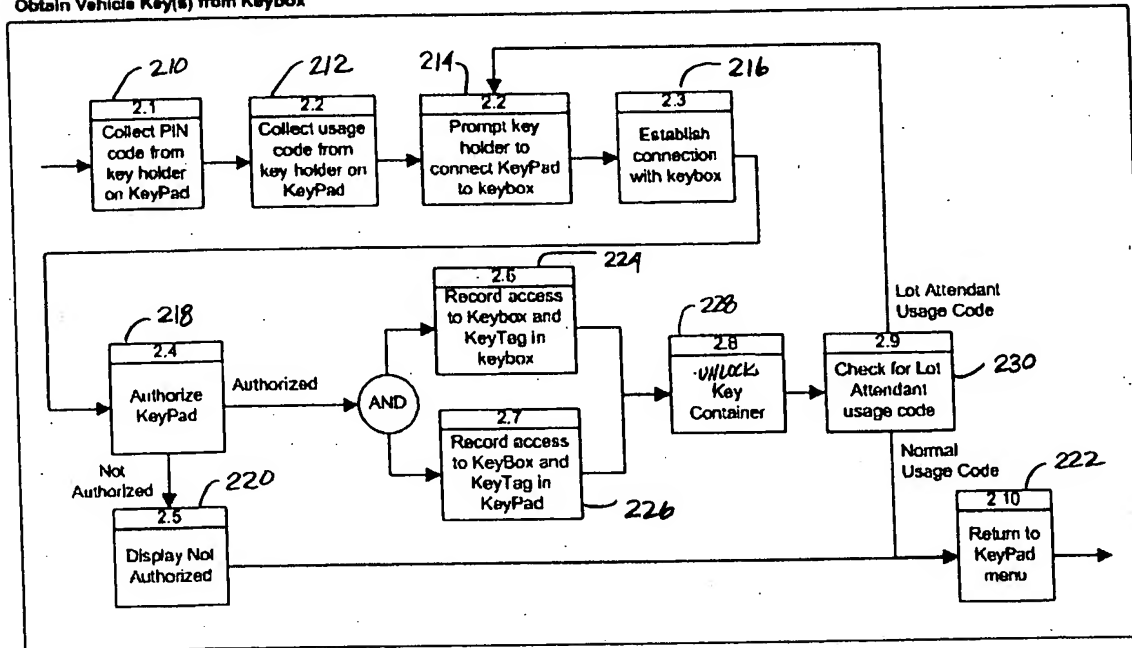 Obtain Vehicle Key(s) from Keybox
210
2.1
Collect PIN
code from
key holder
on KeyPad
212
2.2
Collect usage
code from
key holder on
KeyPad
214
2.2
Prompt key
holder to
connect KeyPad
to keybox
216
2.3
Establish
connection
with keybox
218
2.4
Authorize
KeyPad
Authorized
Not
Authorized
220
2.5
Display Not
Authorized
AND
224
2.6
Record access
to Keybox and
KeyTag in
keybox
2.7
Record access
to KeyBox and
KeyTag in
KeyPad
226
228
2.8
UNLOCK
Key
Container
Lot Attendant
Usage Code
2.9
Check for Lot
Attendant
usage code
230
Normal
Usage Code
222
2 10
Return to
KeyPad
menu